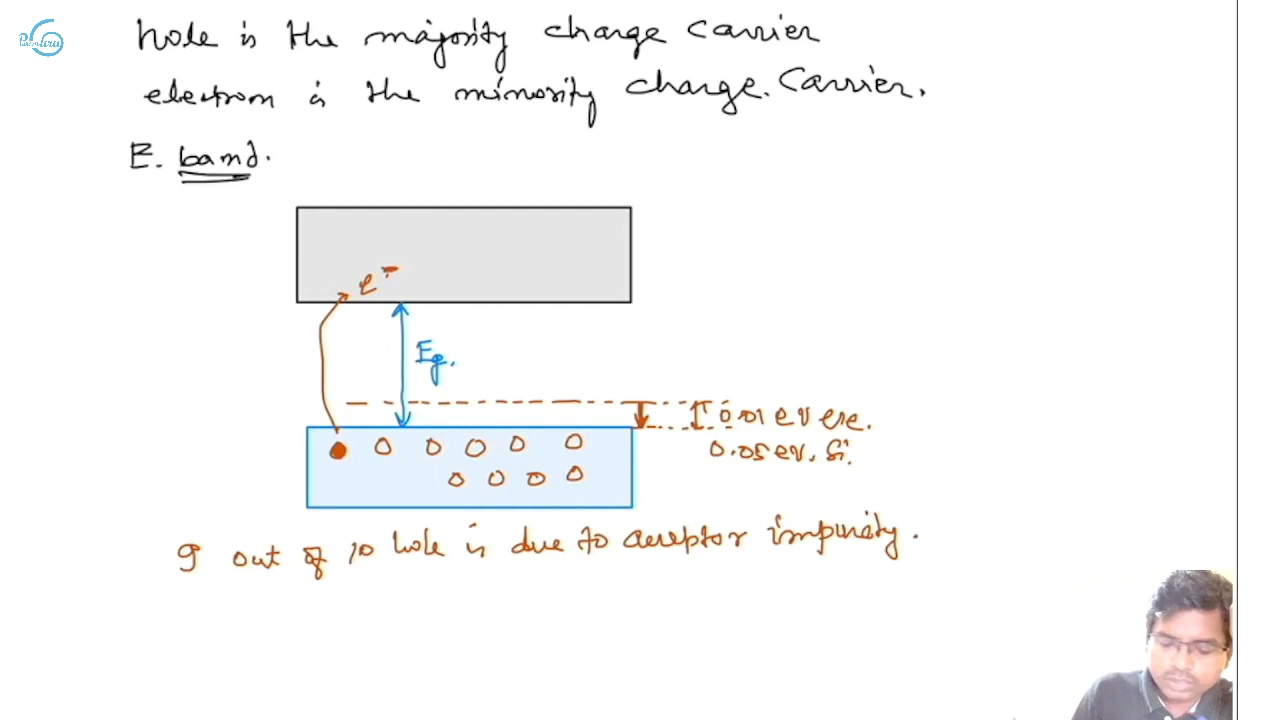 hole is the majority charge carrier
electron is the minority charge. Carrier.
E. band.
e-
Eg.
0.01 ev
0.05 ev. Si.
9 out of 10 hole is due to acceptor impurity.